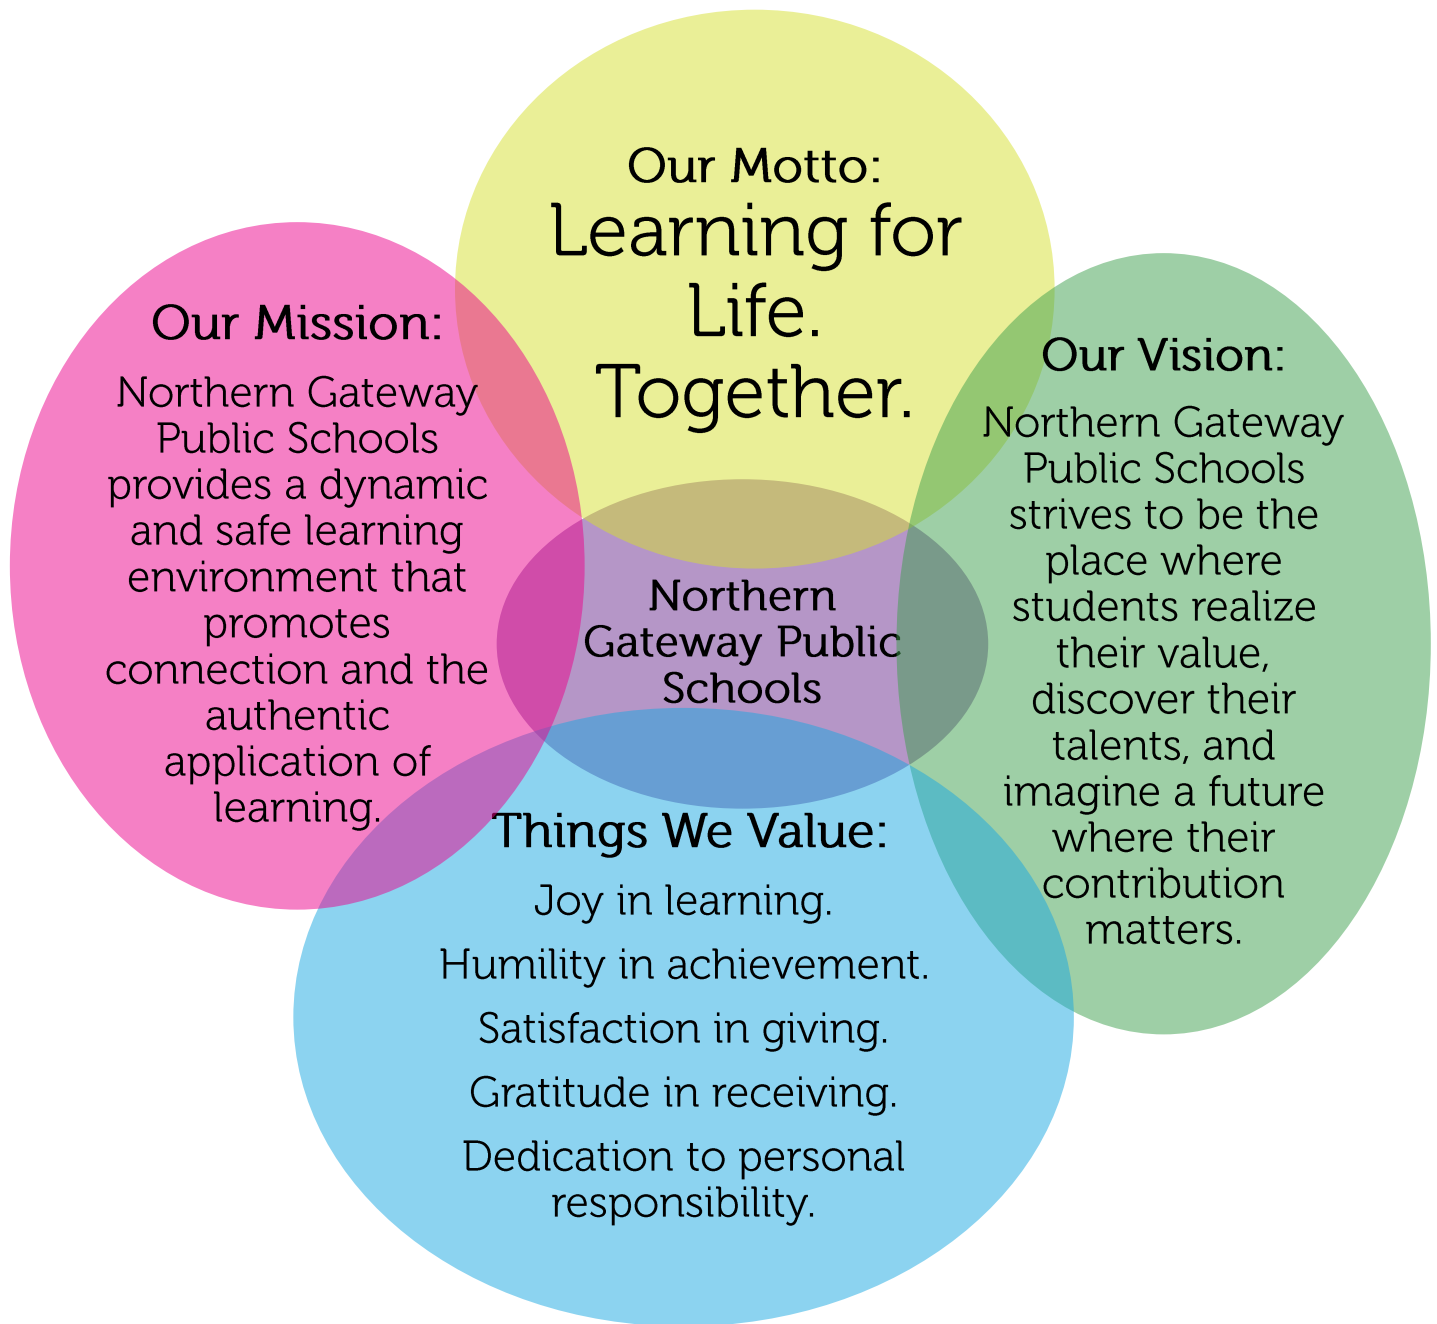 Our Motto:
Learning for
Life.
Together.
Our Mission:
Northern Gateway
Public Schools
provides a dynamic
and safe learning
environment that
promotes
connection and the
authentic
application of
learning.
Our Vision:
Northern Gateway
Public Schools
strives to be the
place where
students realize
their value,
discover their
talents, and
imagine a future
where their
contribution
matters.
Northern
Gateway Public
Schools
Things We Value:
Joy in learning.
Humility in achievement.
Satisfaction in giving.
Gratitude in receiving.
Dedication to personal
responsibility.